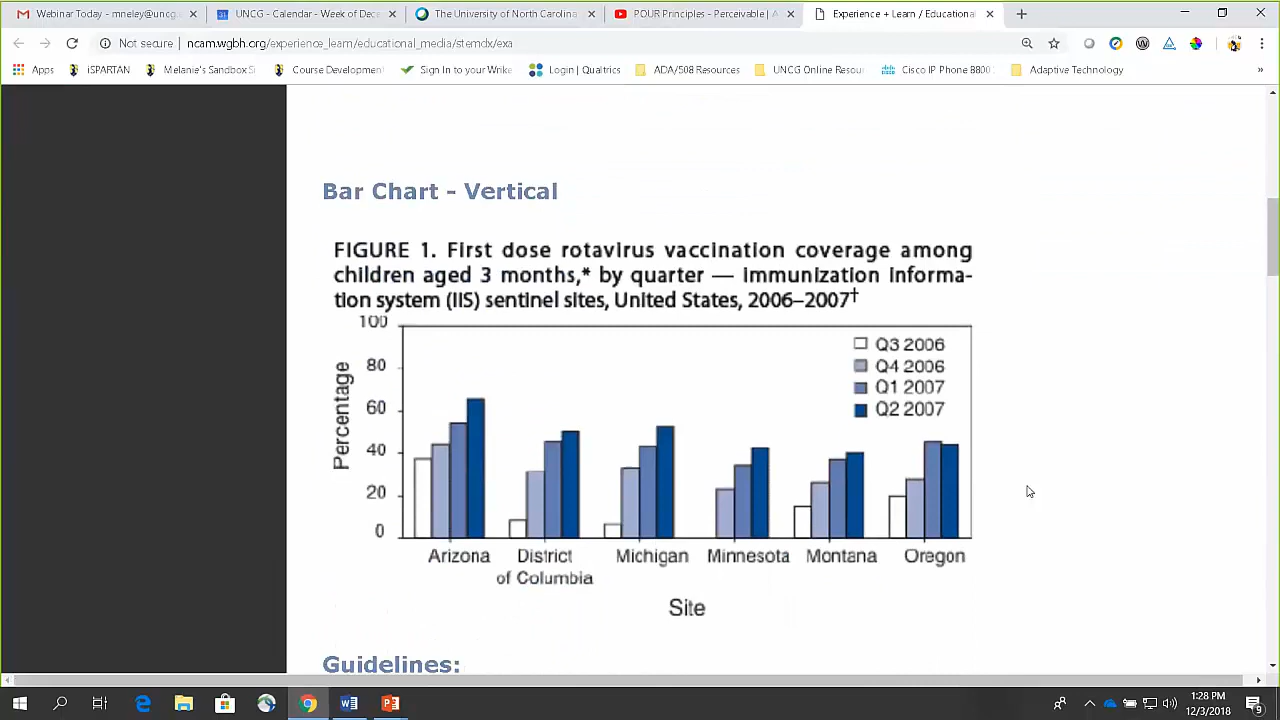 Webinar Today - mneley@uncg.
UNCG - Calendar - Week of Dece
The University of North Carolina
POUR Principles - Perceivable | A
Experience + Learn / Educational
Not secure | ncam.wgbh.org/experience_learn/educational_media/stemdx/exa
Apps
iSPARTAN
Melanie's Sandbox Si
Course Development
Sign In to your Wrike
Login | Qualtrics
ADA/508 Resources
UNCG Online Resou
Cisco IP Phone 8800
Adaptive Technology
»
Bar Chart - Vertical
FIGURE 1. First dose rotavirus vaccination coverage among
children aged 3 months,* by quarter — Immunization Informa-
tion system (IIS) sentinel sites, United States, 2006–2007†
100
80
60
40
20
0
Percentage
Q3 2006
Q4 2006
Q1 2007
Q2 2007
Arizona
District
of Columbia
Michigan
Minnesota
Montana
Oregon
Site
Guidelines:
1:28 PM
12/3/2018